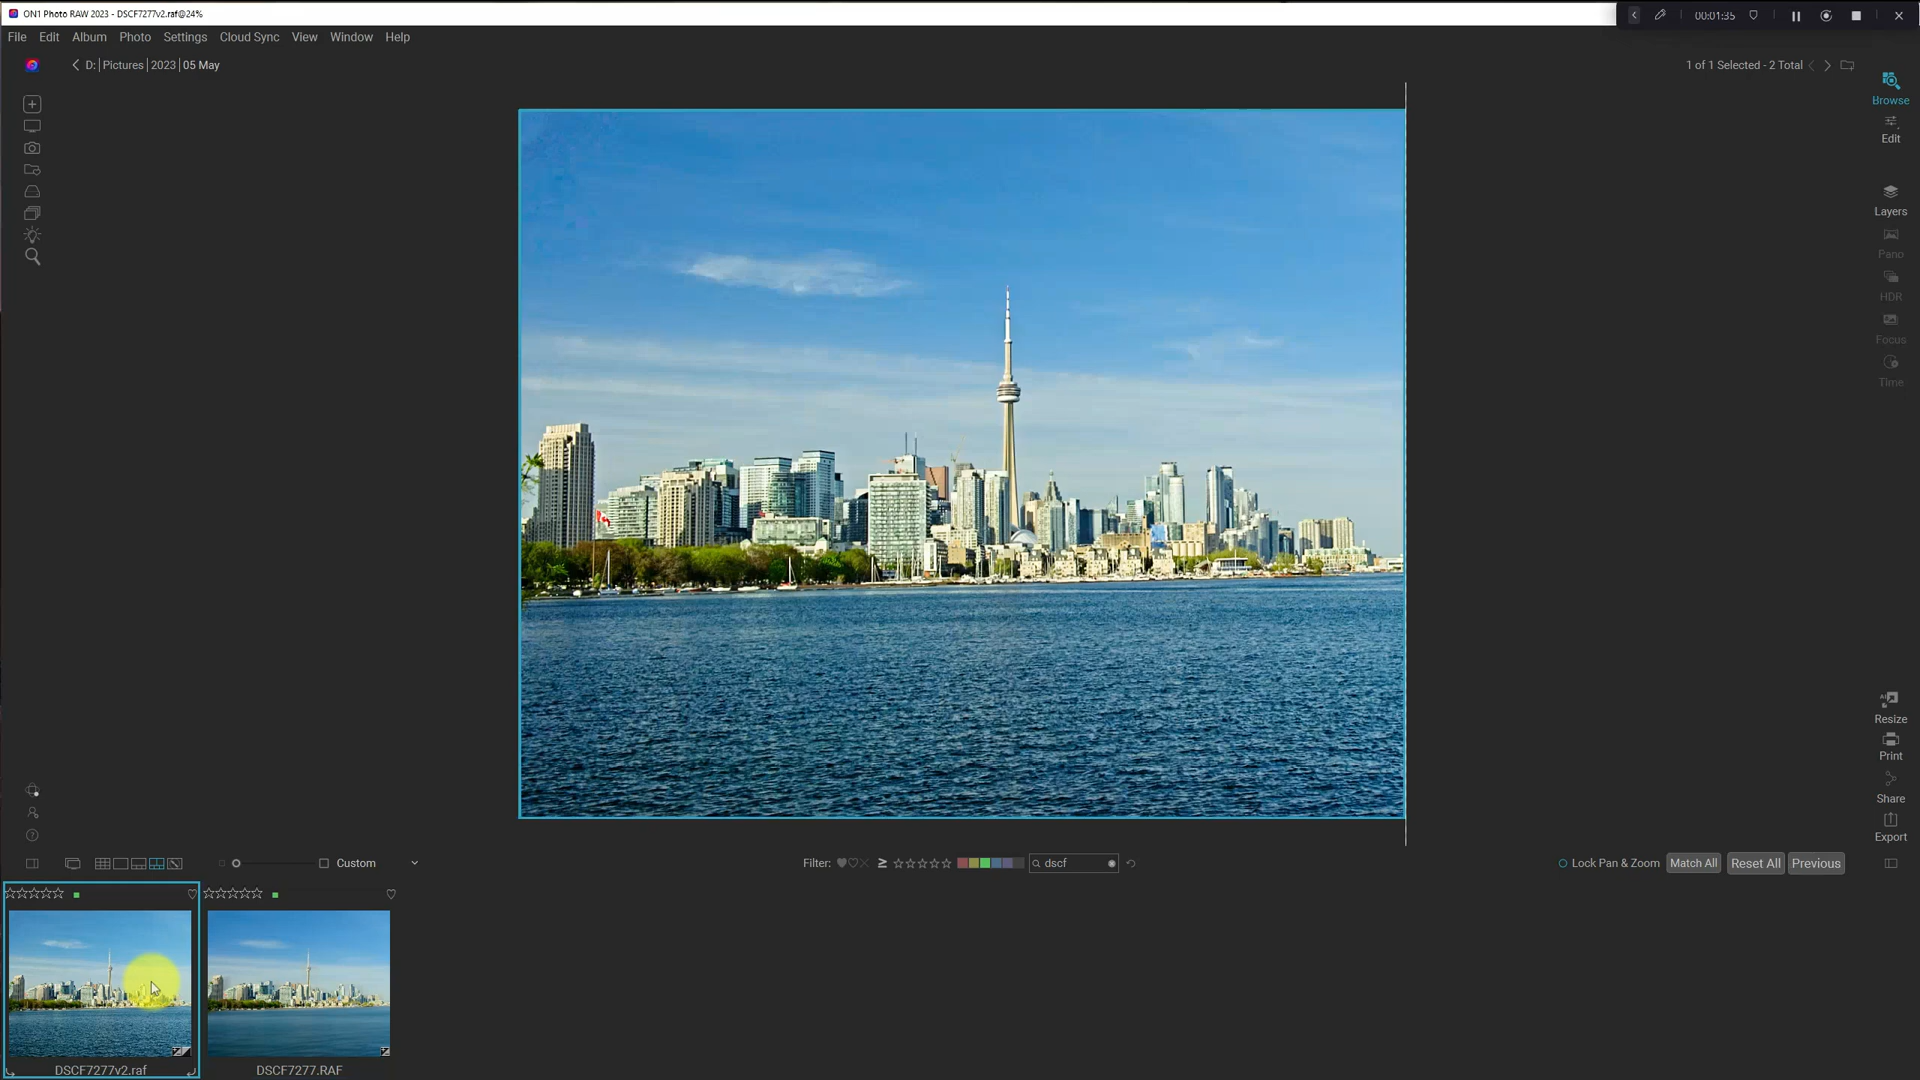 ON1 Photo RAW 2023 - DSCF7277v2.raf@24%
00:01:35
File Edit Album Photo Settings Cloud Sync View Window Help
D: Pictures 2023 05 May
1 of 1 Selected - 2 Total
Browse
Edit
Layers
Pano
HDR
Focus
Time
Resize
Print
Share
Export
Custom
Filter:
dscf
Lock Pan & Zoom
Match All
Reset All
Previous
DSCF7277v2.raf
DSCF7277.RAF